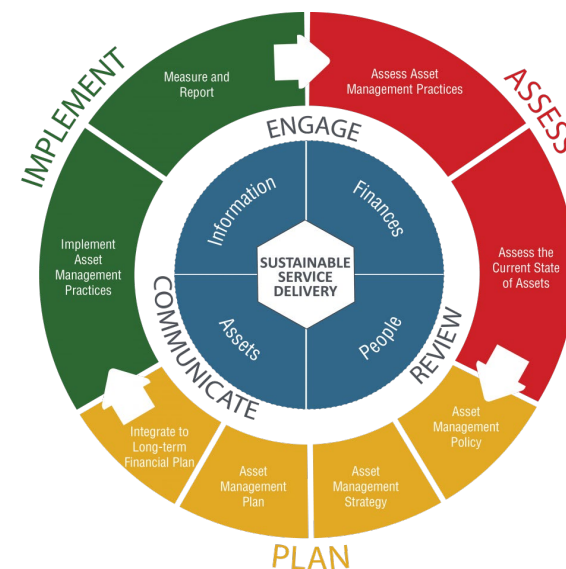 IMPLEMENT
Measure and
Report
Assess Asset
Management Practices
ASSESS
ENGAGE
Information
Finances
Implement
Asset
Management
Practices
SUSTAINABLE
SERVICE
DELIVERY
Assess the
Current State
of Assets
COMMUNICATE
Assets
People
REVIEW
Integrate to
Long-term
Financial Plan
Asset
Management
Plan
Asset
Management
Strategy
Asset
Management
Policy
PLAN